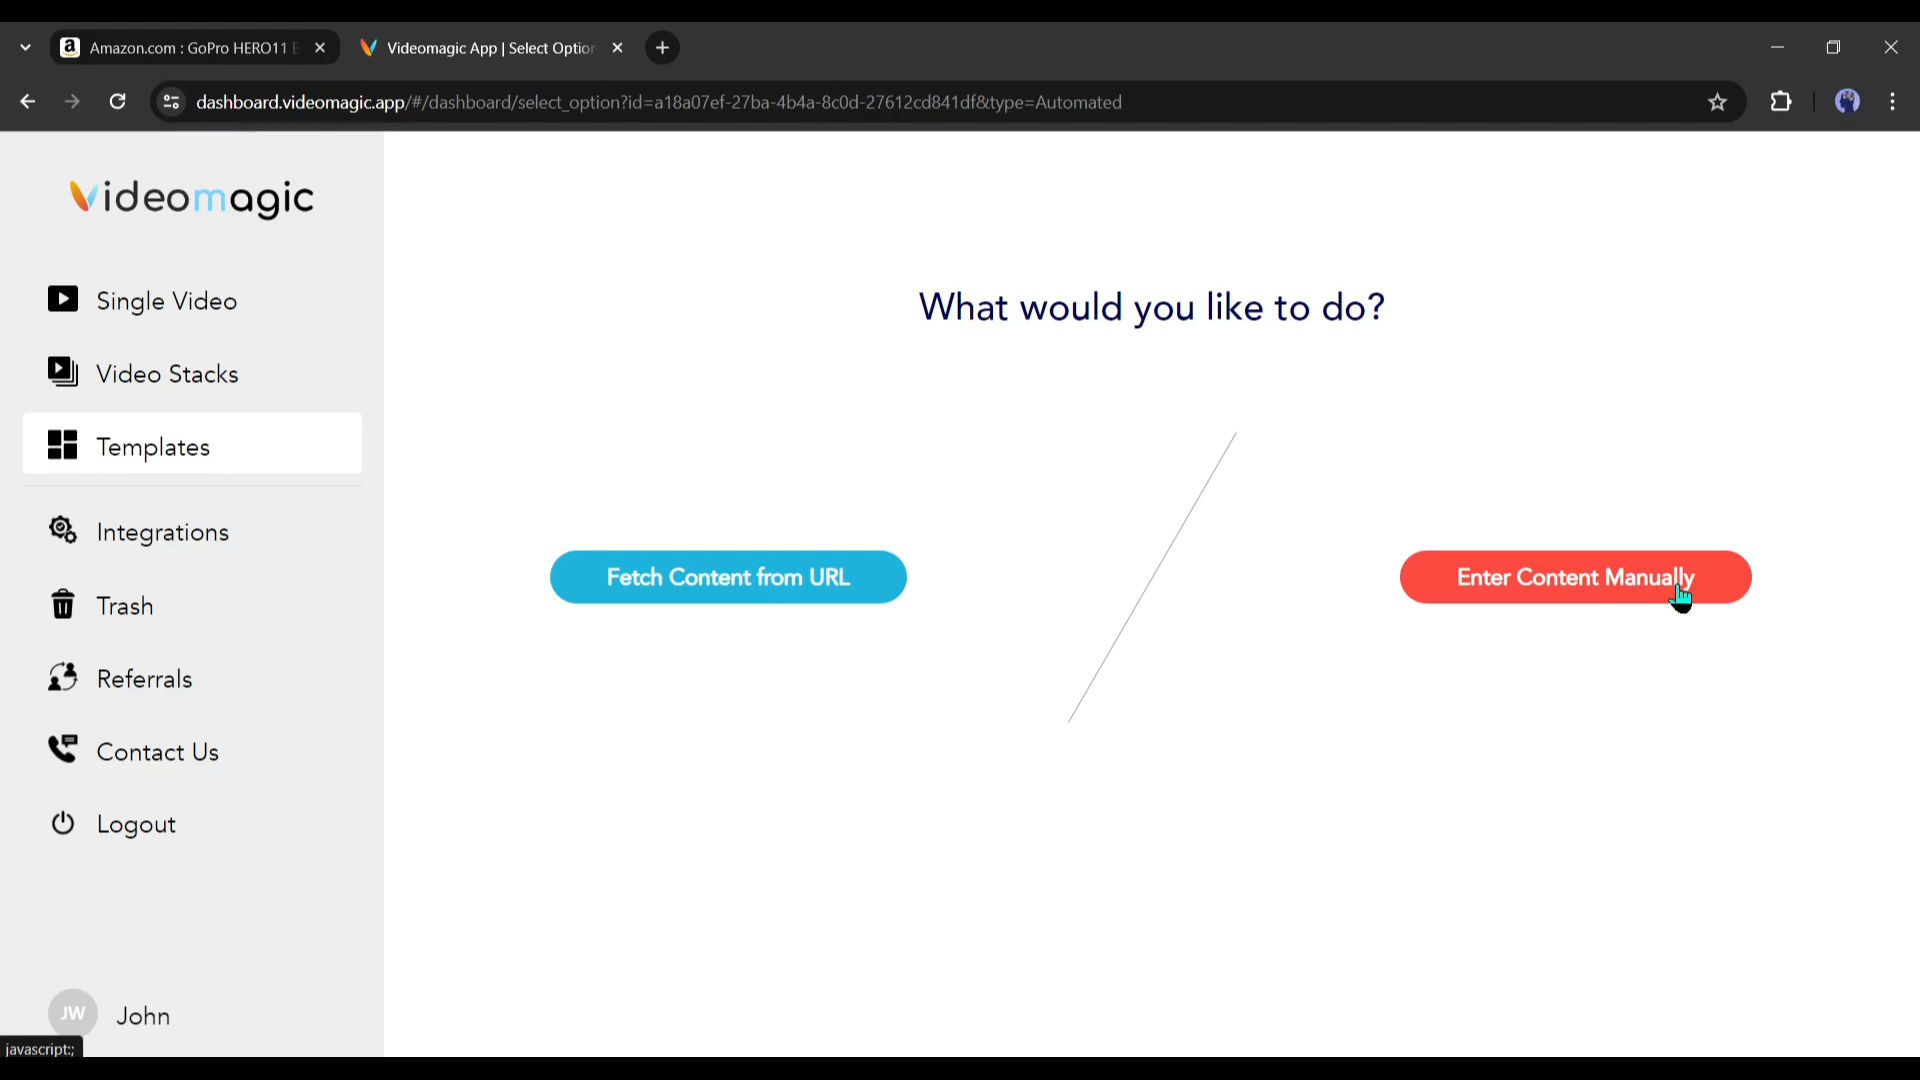 Amazon.com : GoPro HERO11 B
Videomagic App | Select Option
dashboard.videomagic.app/#/dashboard/select_option?id=a18a07ef-27ba-4b4a-8c0d-27612cd841df&type=Automated
videomagic
Single Video
Video Stacks
Templates
Integrations
Trash
Referrals
Contact Us
Logout
JW John
javascript:;
What would you like to do?
Fetch Content from URL
Enter Content Manually